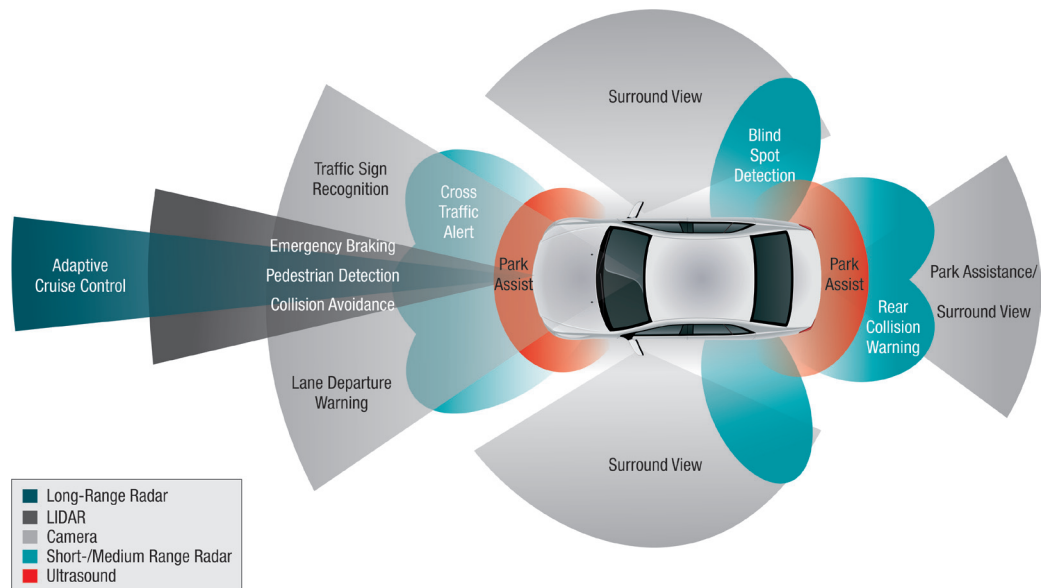 Surround View
Blind
Spot
Detection
Traffic Sign
Recognition
Cross
Traffic
Alert
Emergency Braking
Adaptive
Cruise Control
Pedestrian Detection
Collision Avoidance
Park
Assist
Park
Assist
Park Assistance/
Surround View
Rear
Collision
Warning
Lane Departure
Warning
Surround View
Long-Range Radar
LIDAR
Camera
Short-/Medium Range Radar
Ultrasound